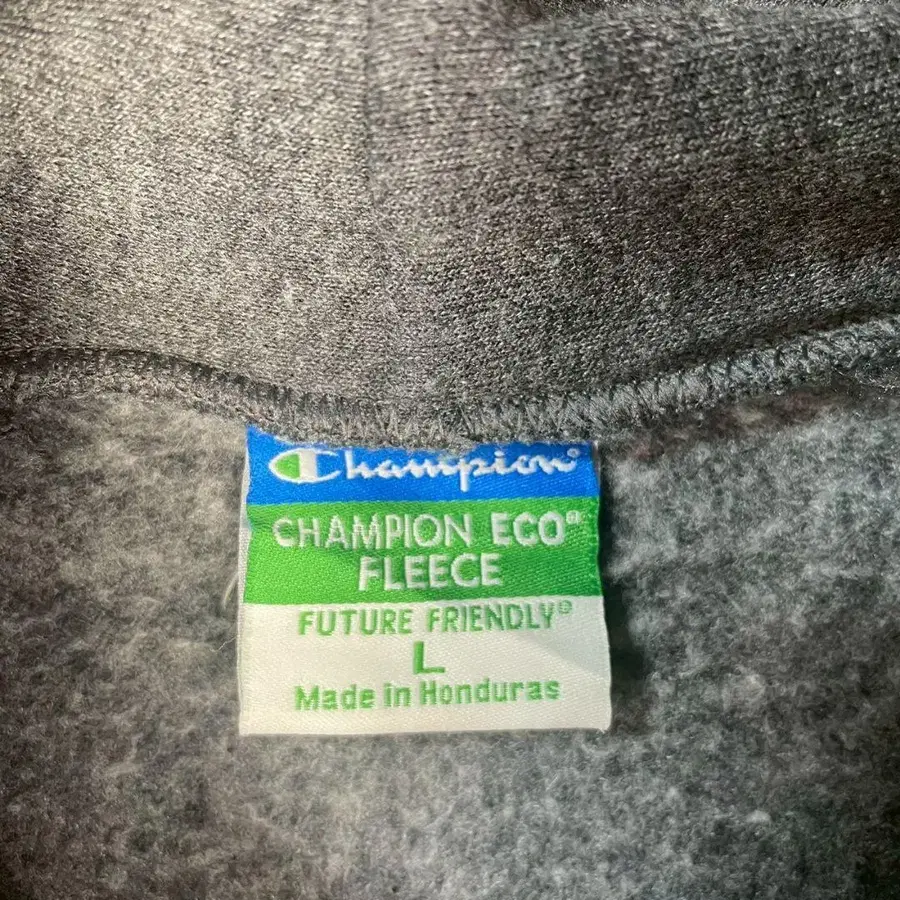 Champion®
CHAMPION ECO®
FLEECE
FUTURE FRIENDLY®
L
Made in Honduras